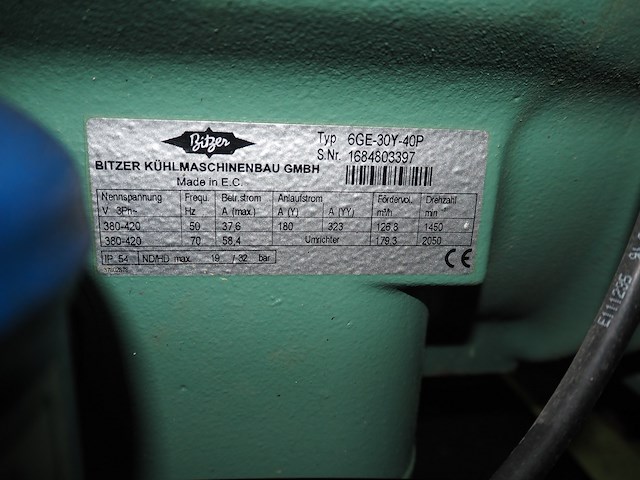 Bitzer
Typ 6GE-30Y-40P
S.Nr. 1684803397
BITZER KÜHLMASCHINENBAU GMBH
Made in E.C.
Nennspannung Frequ. Betr.strom Anlaufstrom Fördervol. Drehzahl
V 3Ph~ Hz A (max.) A (Y) A (YY) m³/h min
380-420 50 37,6 180 323 126.8 1450
380-420 70 58,4 Umrichter 179.3 2050
IP 54 ND/HD max. 19 / 32 bar
CE
E111295